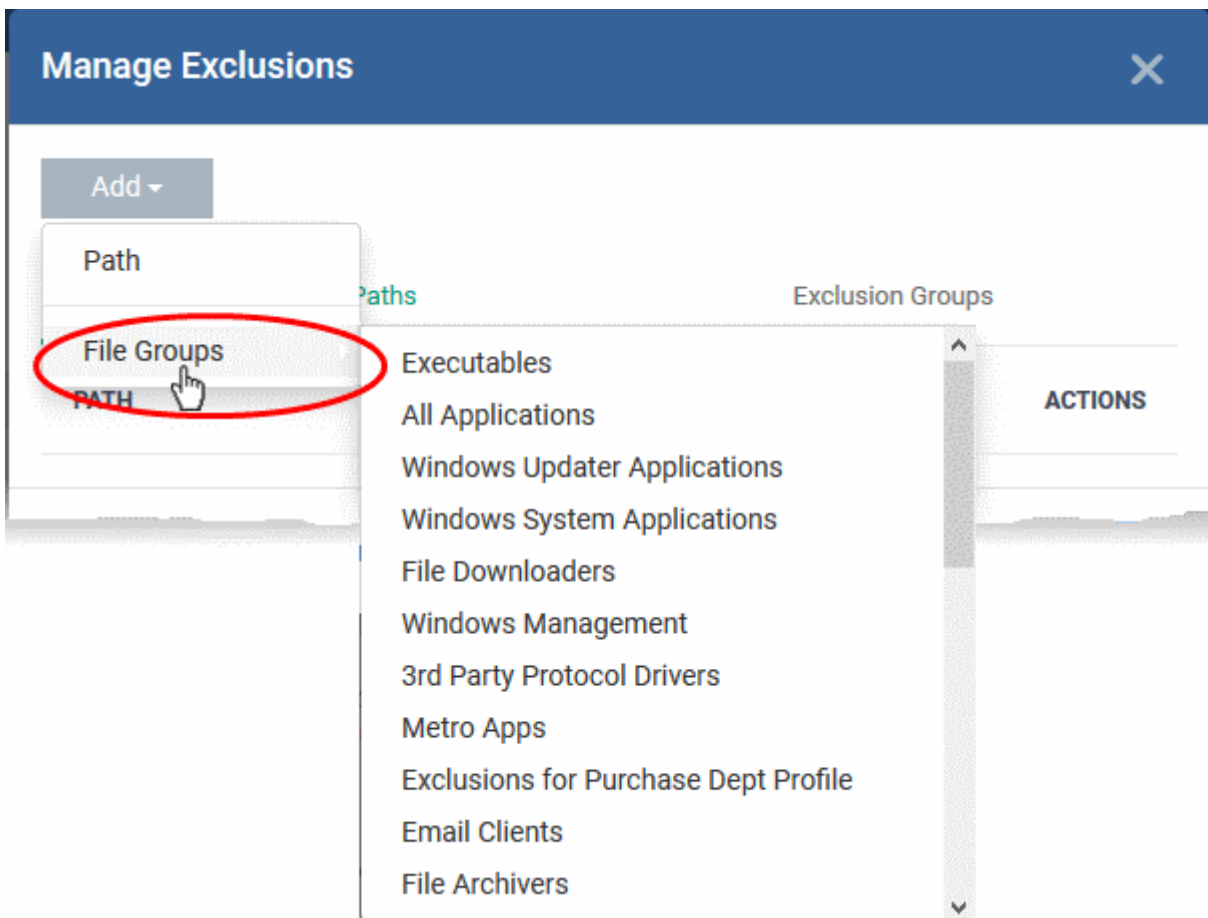 Manage Exclusions
Add
Path
Paths Exclusion Groups
File Groups
PATH ACTIONS
Executables
All Applications
Windows Updater Applications
Windows System Applications
File Downloaders
Windows Management
3rd Party Protocol Drivers
Metro Apps
Exclusions for Purchase Dept Profile
Email Clients
File Archivers